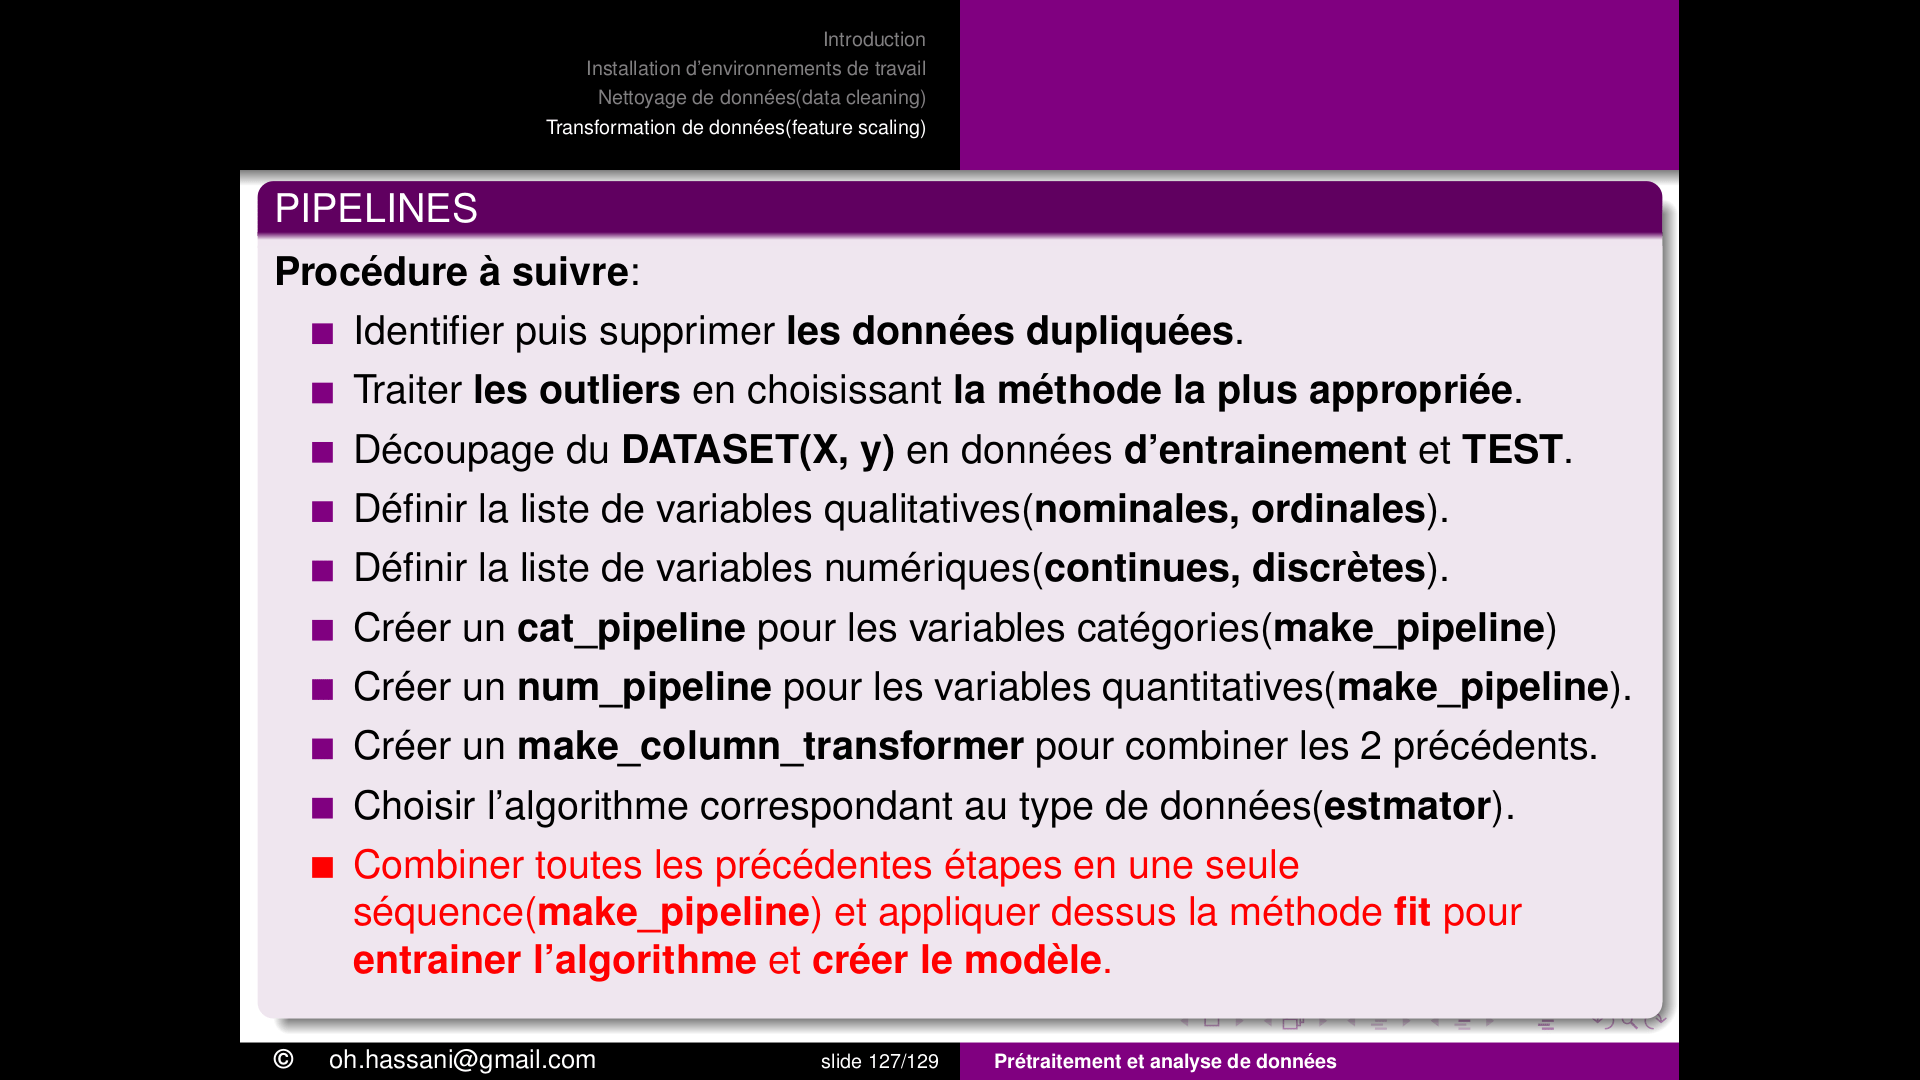 Introduction
Installation d'environnements de travail
Nettoyage de données(data cleaning)
Transformation de données(feature scaling)
PIPELINES
Procédure à suivre:
Identifier puis supprimer les données dupliquées.
Traiter les outliers en choisissant la méthode la plus appropriée.
Découpage du DATASET(X, y) en données d'entrainement et TEST.
Définir la liste de variables qualitatives(nominales, ordinales).
Définir la liste de variables numériques(continues, discrètes).
Créer un cat_pipeline pour les variables catégories(make_pipeline)
Créer un num_pipeline pour les variables quantitatives(make_pipeline).
Créer un make_column_transformer pour combiner les 2 précédents.
Choisir l'algorithme correspondant au type de données(estmator).
Combiner toutes les précédentes étapes en une seule
séquence(make_pipeline) et appliquer dessus la méthode fit pour
entrainer l'algorithme et créer le modèle.
© oh.hassani@gmail.com slide 127/129 Prétraitement et analyse de données